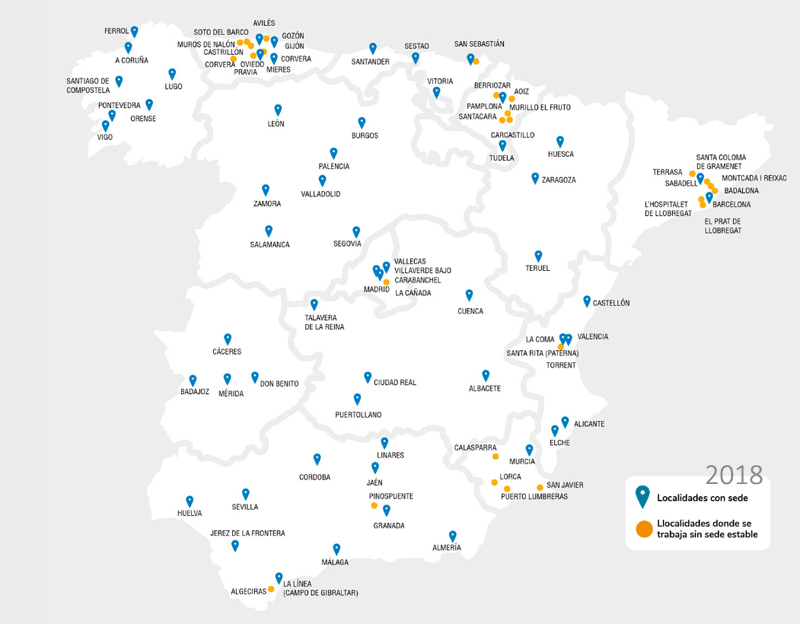 AVILÉS
SOTO DEL BARCO
GOZÓN
FERROL
MUROS DE NALÓN
GIJÓN
SESTAO
SAN SEBASTIÁN
CASTRILLÓN
A CORUÑA
CORVERA
OVIEDO
CORVERA
SANTANDER
PRAVIA
MIERES
SANTIAGO DE
COMPOSTELA
LUGO
VITORIA
BERRIOZAR
AOIZ
PONTEVEDRA
PAMPLONA
MURILLO EL FRUTO
ORENSE
SANTACARA
VIGO
LEÓN
BURGOS
CARCASTILLO
TUDELA
HUESCA
PALENCIA
SANTA COLOMA
DE GRAMENET
TERRASA
MONTCADA I REIXAC
SABADELL
BADALONA
ZARAGOZA
VALLADOLID
ZAMORA
L'HOSPITALET
DE LLOBREGAT
BARCELONA
EL PRAT DE
LLOBREGAT
SALAMANCA
SEGOVIA
VALLECAS
VILLAVERDE BAJO
CARABANCHEL
MADRID
LA CAÑADA
TERUEL
TALAVERA
DE LA REINA
CUENCA
CASTELLÓN
LA COMA
VALENCIA
SANTA RITA (PATERNA)
TORRENT
CÁCERES
BADAJOZ
MÉRIDA
DON BENITO
CIUDAD REAL
ALBACETE
PUERTOLLANO
ALICANTE
ELCHE
LINARES
CALASPARRA
MURCIA
CORDOBA
JAÉN
LORCA
SAN JAVIER
PUERTO LUMBRERAS
PINOSPUENTE
HUELVA
SEVILLA
GRANADA
JEREZ DE LA FRONTERA
ALMERÍA
MÁLAGA
LA LÍNEA
(CAMPO DE GIBRALTAR)
ALGECIRAS
2018
Localidades con sede
Llocalidades donde se
trabaja sin sede estable